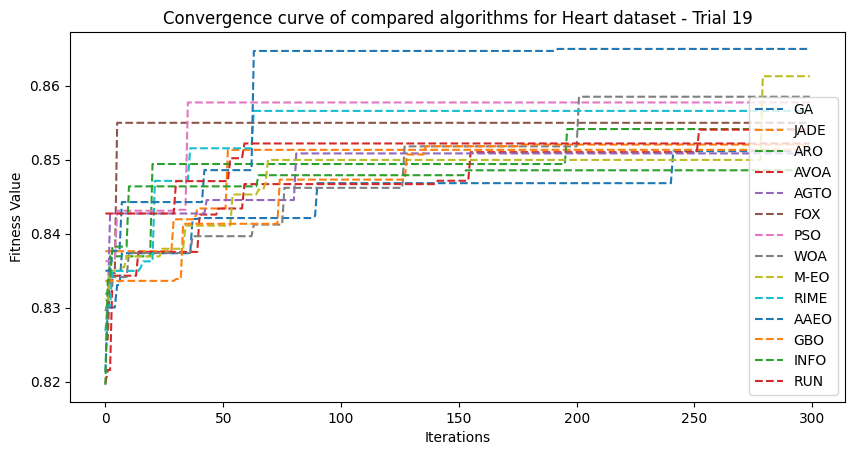 Convergence curve of compared algorithms for Heart dataset - Trial 19
Fitness Value
0.86
0.85
0.84
0.83
0.82
0
50
100
150
200
250
300
Iterations
GA
JADE
ARO
AVOA
AGTO
FOX
PSO
WOA
M-EO
RIME
AAEO
GBO
INFO
RUN